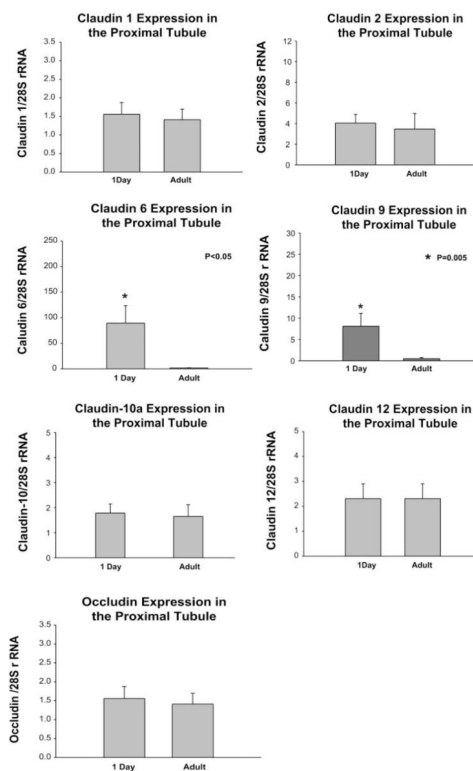 Claudin 1 Expression in
the Proximal Tubule
Claudin 1/28S rRNA
3.5
3.0
2.5
2.0
1.5
1.0
0.5
0.0
1Day
Adult
Claudin 2 Expression in
the Proximal Tubule
Claudin 2/28S rRNA
12
10
8
6
4
2
0
1Day
Adult
Claudin 6 Expression in
the Proximal Tubule
Caludin 6/28S rRNA
250
200
150
100
50
0
P<0.05
*
1 Day
Adult
Claudin 9 Expression in
the Proximal Tubule
Caludin 9/28S r RNA
30
25
20
15
10
5
0
* P=0.005
*
1 Day
Adult
Claudin-10a Expression in
the Proximal Tubule
Claudin-10/28S rRNA
5
4
3
2
1
0
1 Day
Adult
Claudin 12 Expression in
the Proximal Tubule
Claudin 12/28S rRNA
5
4
3
2
1
0
1Day
Adult
Occludin Expression in
the Proximal Tubule
Occludin /28S r RNA
3.5
3.0
2.5
2.0
1.5
1.0
0.5
0.0
1 Day
Adult